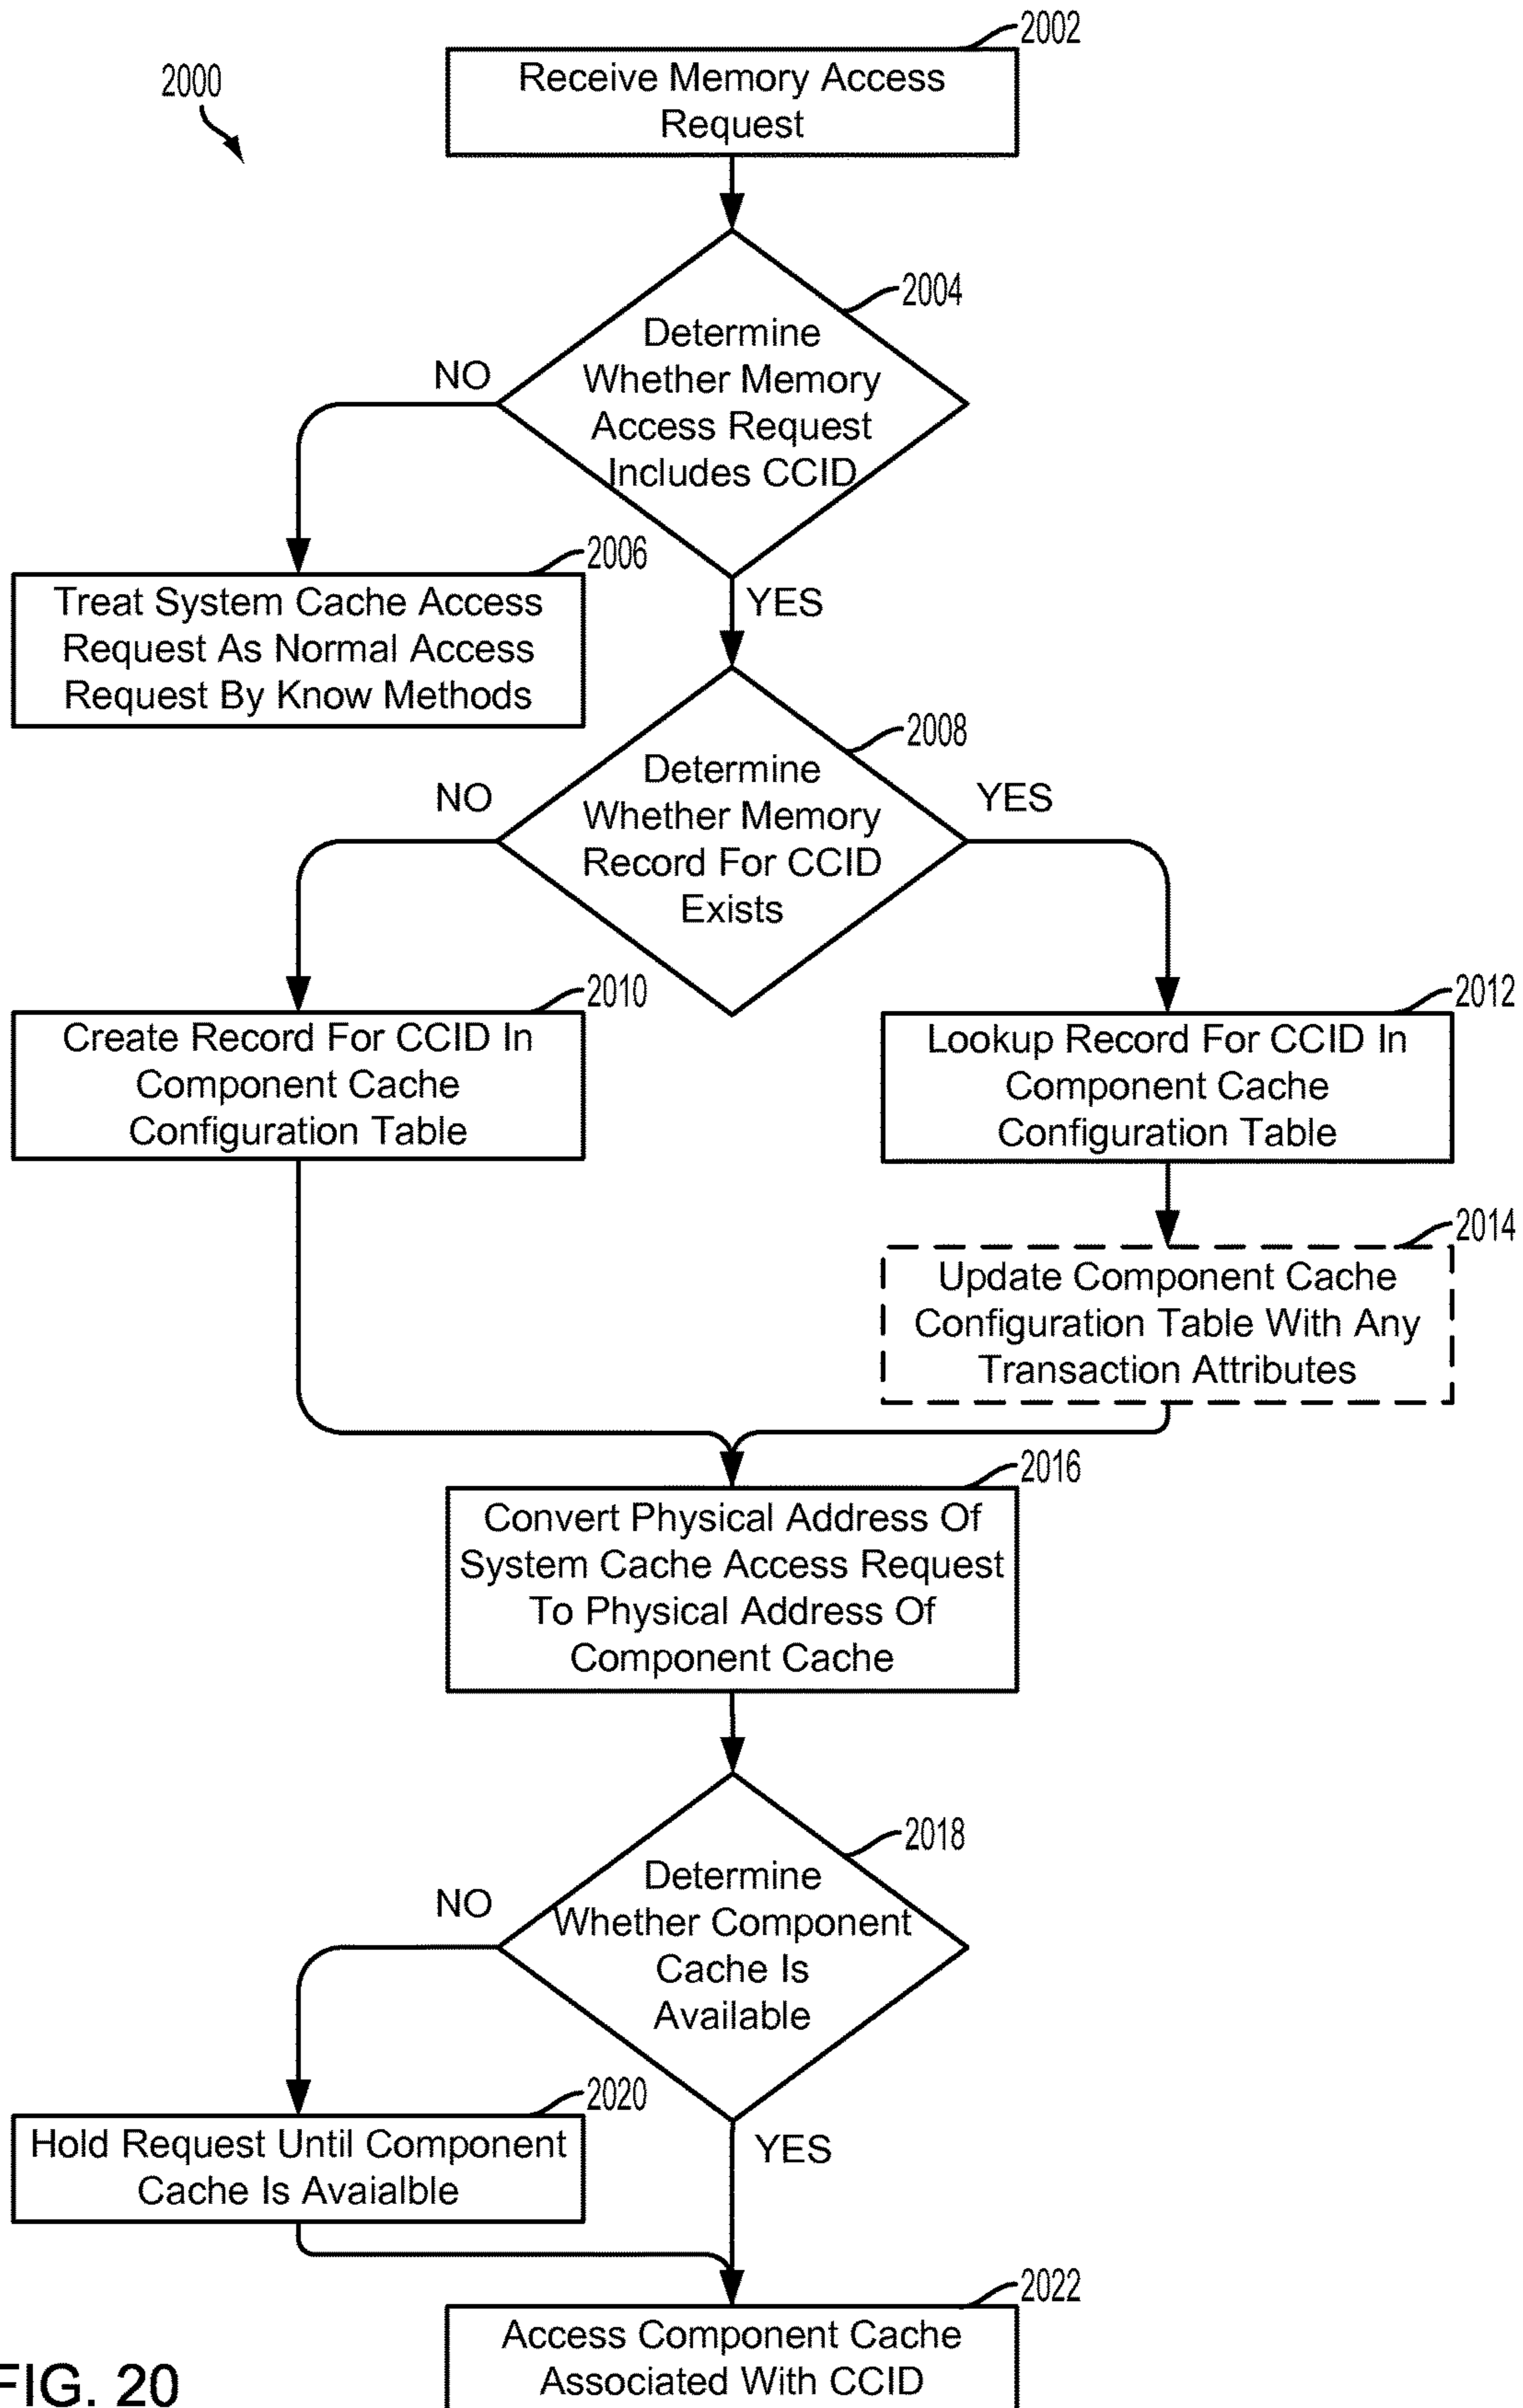 2002
Receive Memory Access
Request
2000
2004
Determine
Whether Memory
Access Request
Includes CCID
NO
2006
YES
Treat System Cache Access
Request As Normal Access
Request By Know Methods
2008
Determine
Whether Memory
Record For CCID
Exists
NO
YES
2010
2012
Create Record For CCID In
Component Cache
Configuration Table
Lookup Record For CCID In
Component Cache
Configuration Table
2014
Update Component Cache
Configuration Table With Any
Transaction Attributes
2016
Convert Physical Address Of
System Cache Access Request
To Physical Address Of
Component Cache
2018
Determine
Whether Component
Cache Is
Available
NO
2020
YES
Hold Request Until Component
Cache Is Avaialble
2022
Access Component Cache
Associated With CCID
FIG. 20